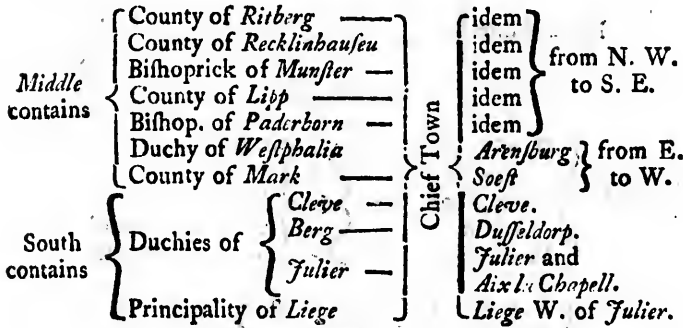 County of Ritberg — idem
County of Recklinhauſeu idem
Middle contains Biſhoprick of Munſter — idem from N. W. to S. E.
County of Lipp — idem
Biſhop. of Paderborn idem
Duchy of Weſtphalia Arenſburg from E.
County of Mark — Chief Town Soeſt to W.
Cleve — Cleve.
South contains Duchies of Berg — Duſſeldorp.
Julier — Julier and
Aix la Chapell.
Principality of Liege Liege W. of Julier.